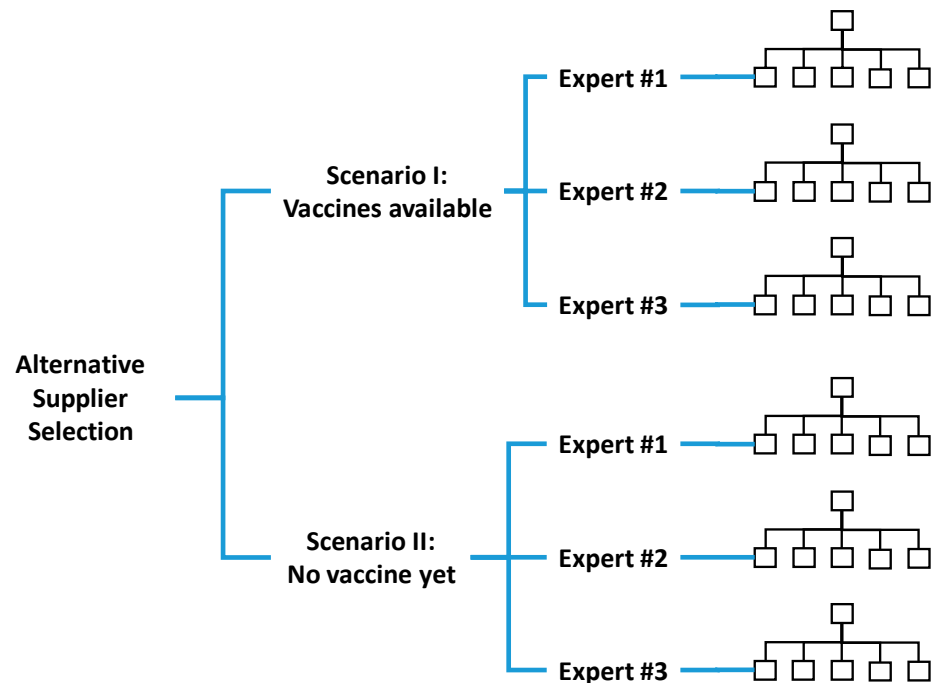 Alternative
Supplier
Selection
Scenario I:
Vaccines available
Expert #1
Expert #2
Expert #3
Scenario II:
No vaccine yet
Expert #1
Expert #2
Expert #3